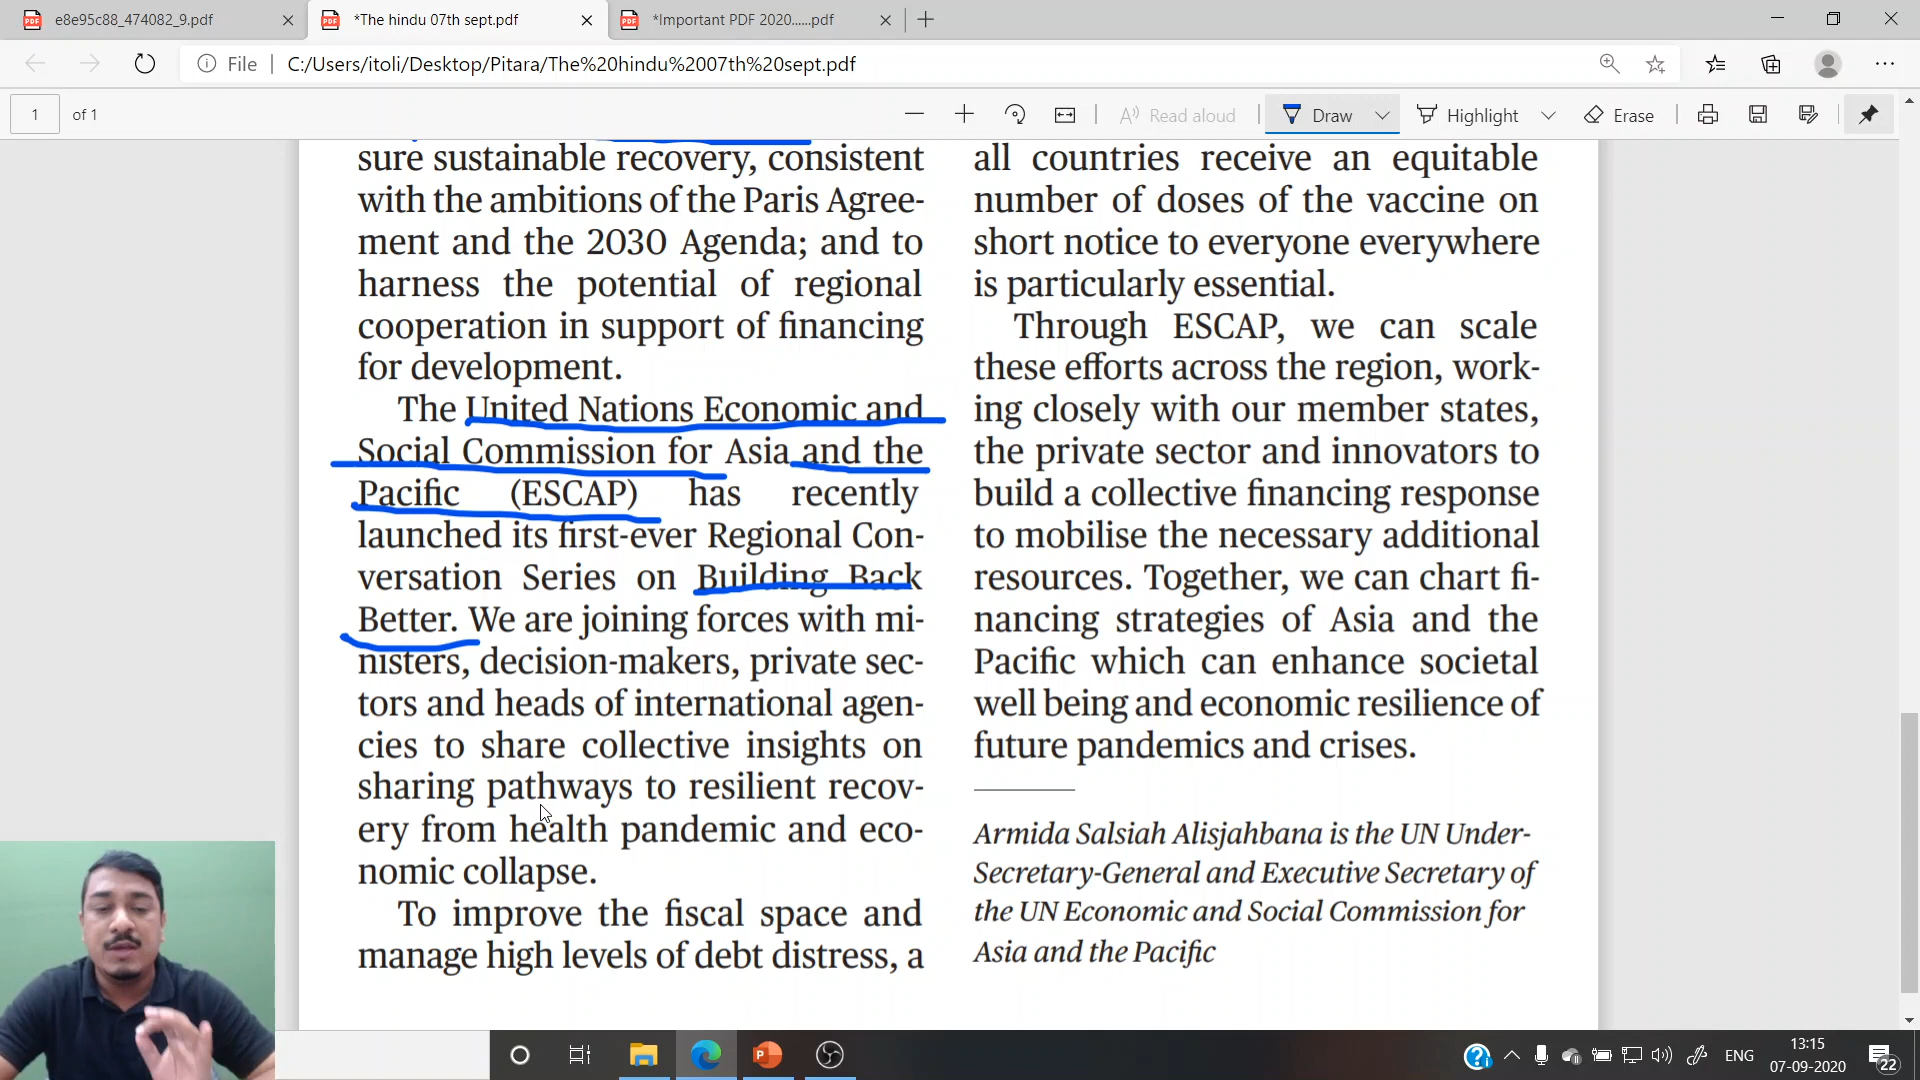 e8e95c88_474082_9.pdf
*The hindu 07th sept.pdf
*Important PDF 2020......pdf
File
C:/Users/itoli/Desktop/Pitara/The%20hindu%2007th%20sept.pdf
1 of 1
Read aloud
Draw
Highlight
Erase
sure sustainable recovery, consistent
with the ambitions of the Paris Agree-
ment and the 2030 Agenda; and to
harness the potential of regional
cooperation in support of financing
for development.
The United Nations Economic and
Social Commission for Asia and the
Pacific (ESCAP) has recently
launched its first-ever Regional Con-
versation Series on Building Back
Better. We are joining forces with mi-
nisters, decision-makers, private sec-
tors and heads of international agen-
cies to share collective insights on
sharing pathways to resilient recov-
ery from health pandemic and eco-
nomic collapse.
To improve the fiscal space and
manage high levels of debt distress, a
all countries receive an equitable
number of doses of the vaccine on
short notice to everyone everywhere
is particularly essential.
Through ESCAP, we can scale
these efforts across the region, work-
ing closely with our member states,
the private sector and innovators to
build a collective financing response
to mobilise the necessary additional
resources. Together, we can chart fi-
nancing strategies of Asia and the
Pacific which can enhance societal
well being and economic resilience of
future pandemics and crises.
Armida Salsiah Alisjahbana is the UN Under-
Secretary-General and Executive Secretary of
the UN Economic and Social Commission for
Asia and the Pacific
ENG
13:15
07-09-2020
22